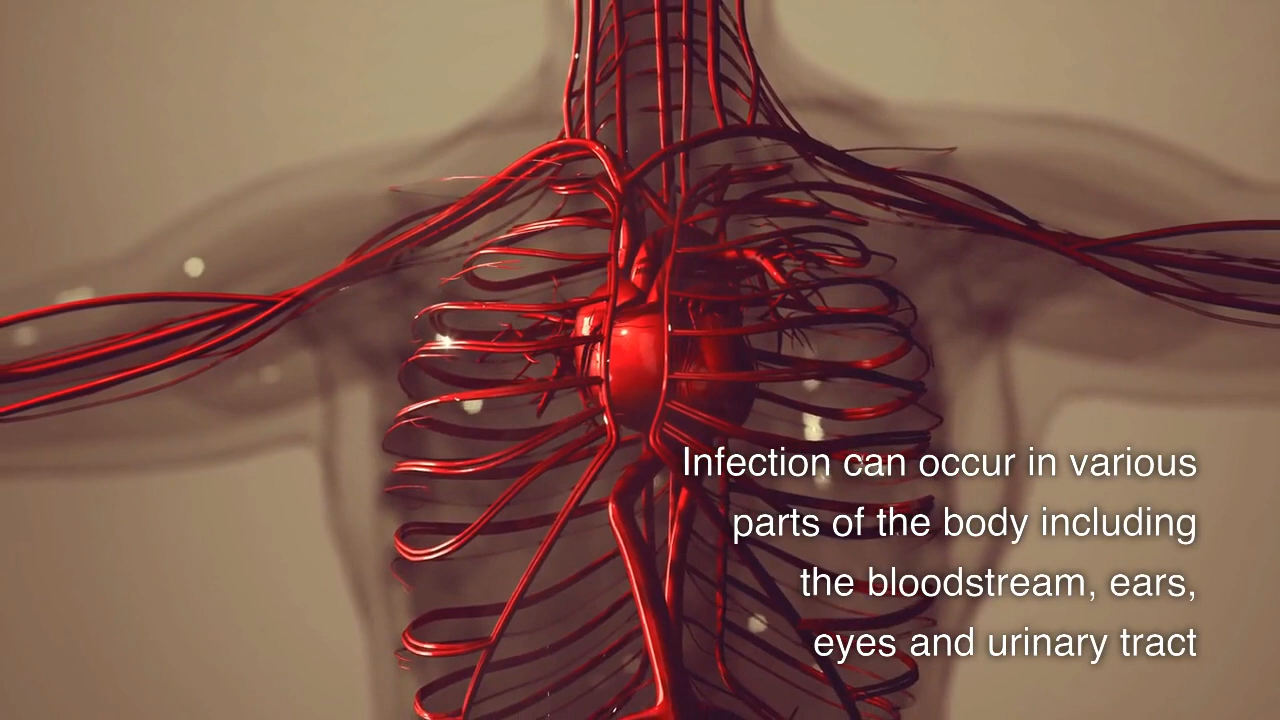 Infection can occur in various
parts of the body including
the bloodstream, ears,
eyes and urinary tract